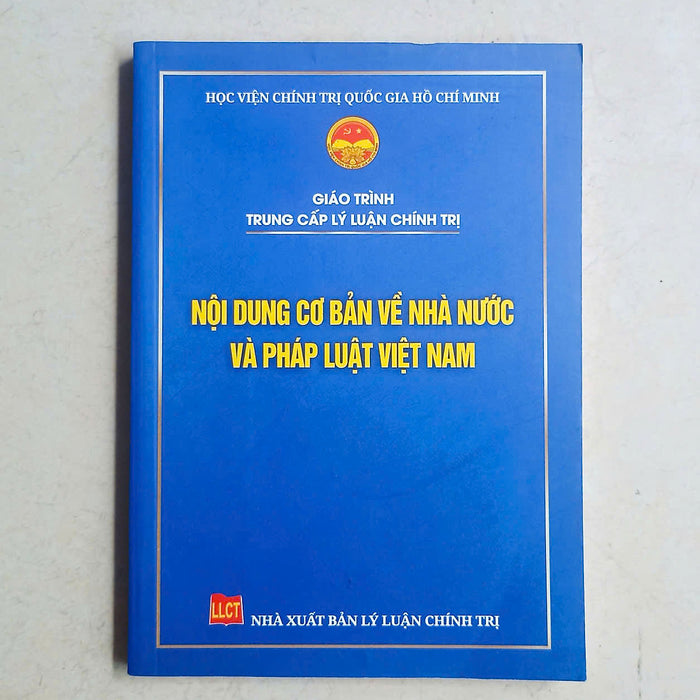 HỌC VIỆN CHÍNH TRỊ QUỐC GIA HỒ CHÍ MINH
GIÁO TRÌNH
TRUNG CẤP LÝ LUẬN CHÍNH TRỊ
NỘI DUNG CƠ BẢN VỀ NHÀ NƯỚC
VÀ PHÁP LUẬT VIỆT NAM
LLCT
NHÀ XUẤT BẢN LÝ LUẬN CHÍNH TRỊ